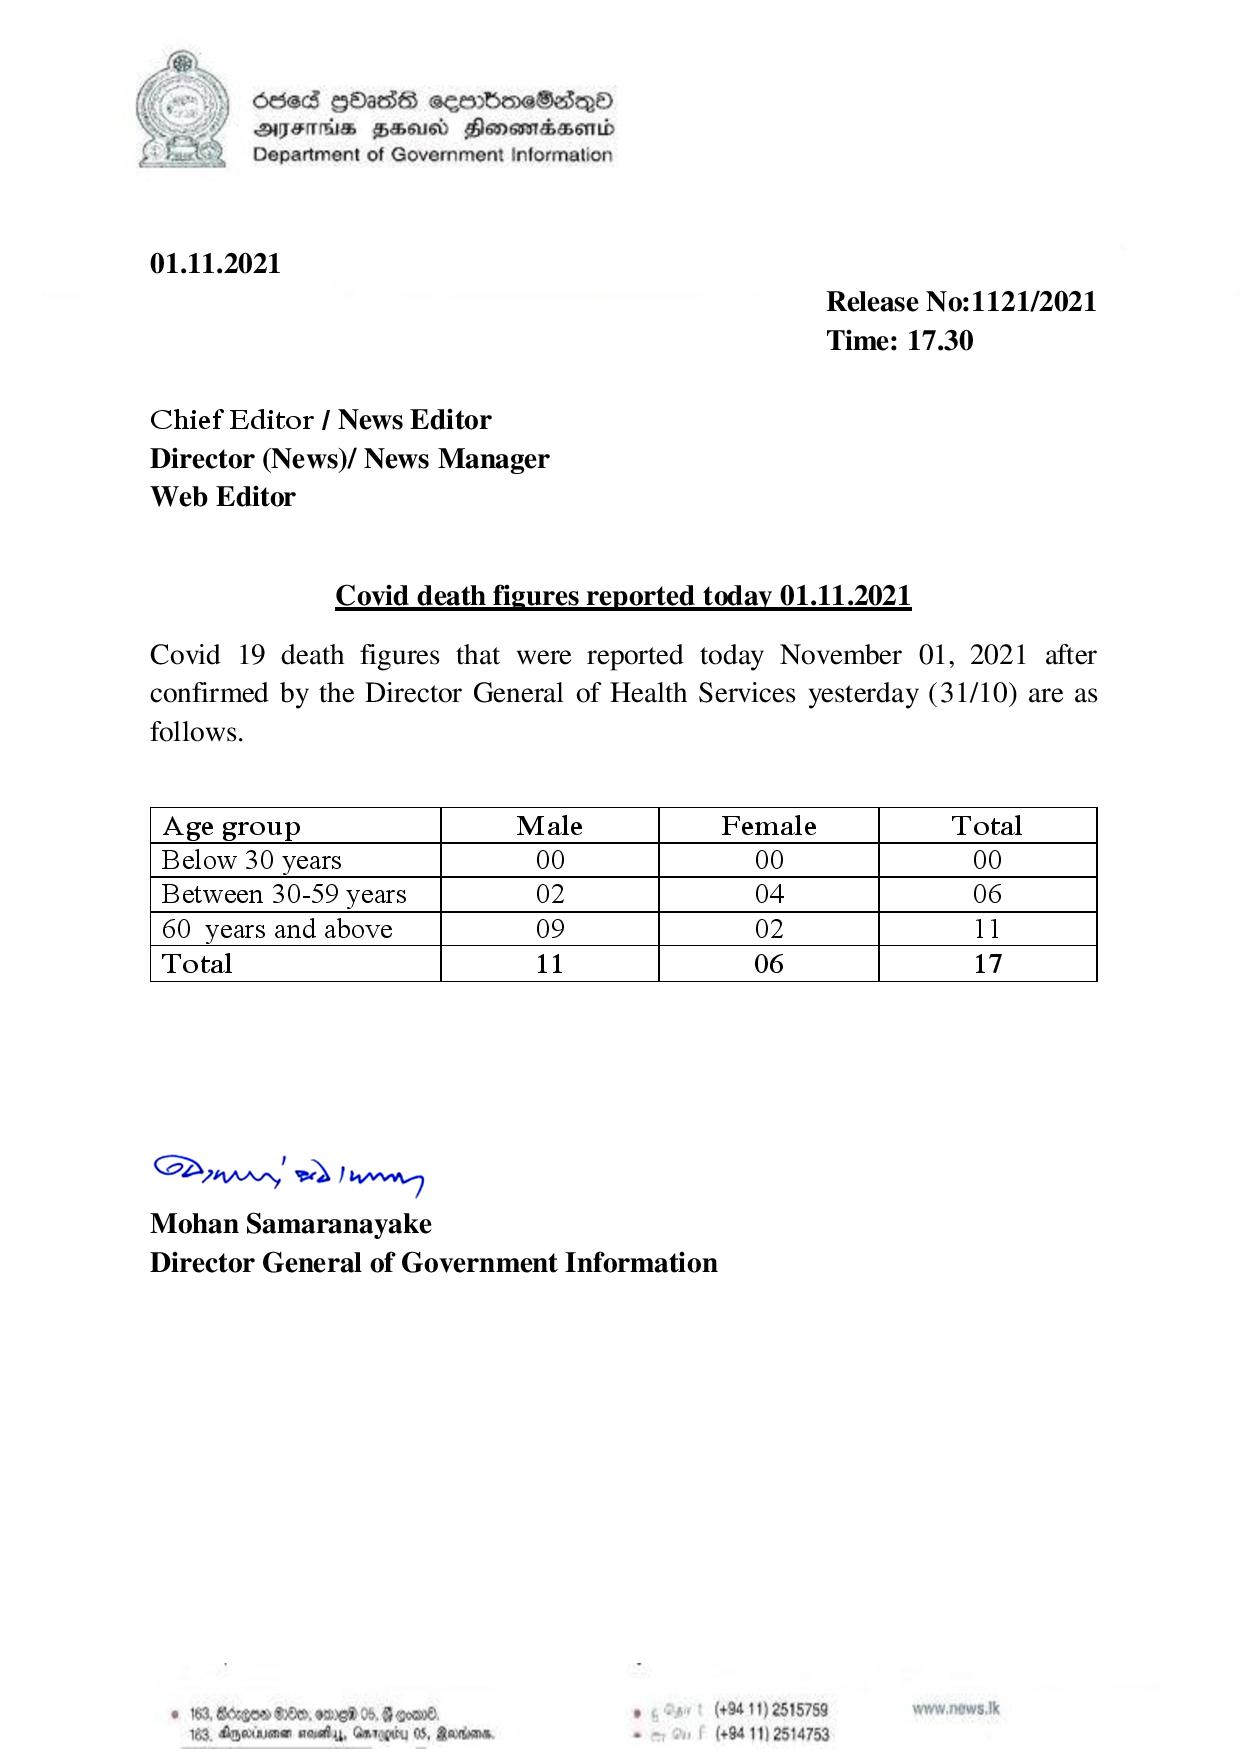 රජයේ ප්‍රවෘත්ති දෙපාර්තමේන්තුව
அரசாங்க தகவல் திணைக்களம்
Department of Government Information
01.11.2021
Release No:1121/2021
Time: 17.30
Chief Editor / News Editor
Director (News)/ News Manager
Web Editor
Covid death figures reported today 01.11.2021
Covid 19 death figures that were reported today November 01, 2021 after
confirmed by the Director General of Health Services yesterday (31/10) are as
follows.
Age group Male Female Total
Below 30 years 00 00 00
Between 30-59 years 02 04 06
60 years and above 09 02 11
Total 11 06 17
Mohan Samaranayake
Director General of Government Information
163, කිරුලපන මාවත, කොළඹ 05, ශ්‍රී ලංකාව.
163, கிருலப்பனை எவனியூ, கொழும்பு 05, இலங்கை.
(+94 11) 2515759
(+94 11) 2514753
www.news.lk